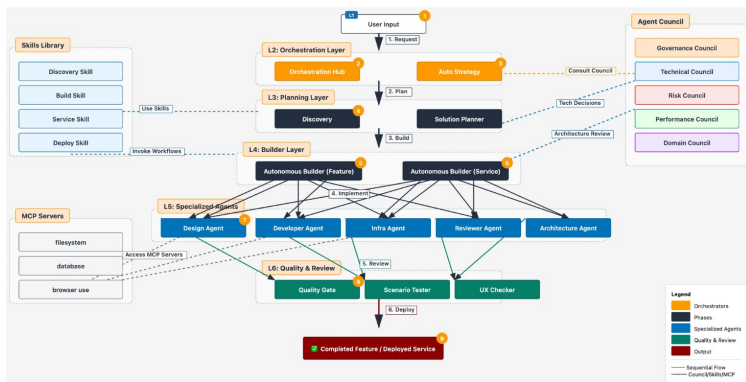 L1
User Input
1
1. Request
Skills Library
Discovery Skill
Build Skill
Service Skill
Deploy Skill
L2: Orchestration Layer
Orchestration Hub
2
Auto Strategy
3
Consult Council
Agent Council
Governance Council
Technical Council
Risk Council
Performance Council
Domain Council
2. Plan
L3: Planning Layer
Use Skills
Discovery
4
Solution Planner
Tech Decisions
3. Build
Architecture Review
Invoke Workflows
L4: Builder Layer
Autonomous Builder (Feature)
Autonomous Builder (Service)
6
4. Implement
L5: Specialized Agents
Design Agent
7
Developer Agent
Infra Agent
Reviewer Agent
Architecture Agent
MCP Servers
filesystem
database
browser use
Access MCP Servers
5. Review
L6: Quality & Review
Quality Gate
8
Scenario Tester
UX Checker
6. Deploy
9
Completed Feature / Deployed Service
Legend
Orchestrators
Phases
Specialized Agents
Quality & Review
Output
Sequential Flow
Council/Skills/MCP